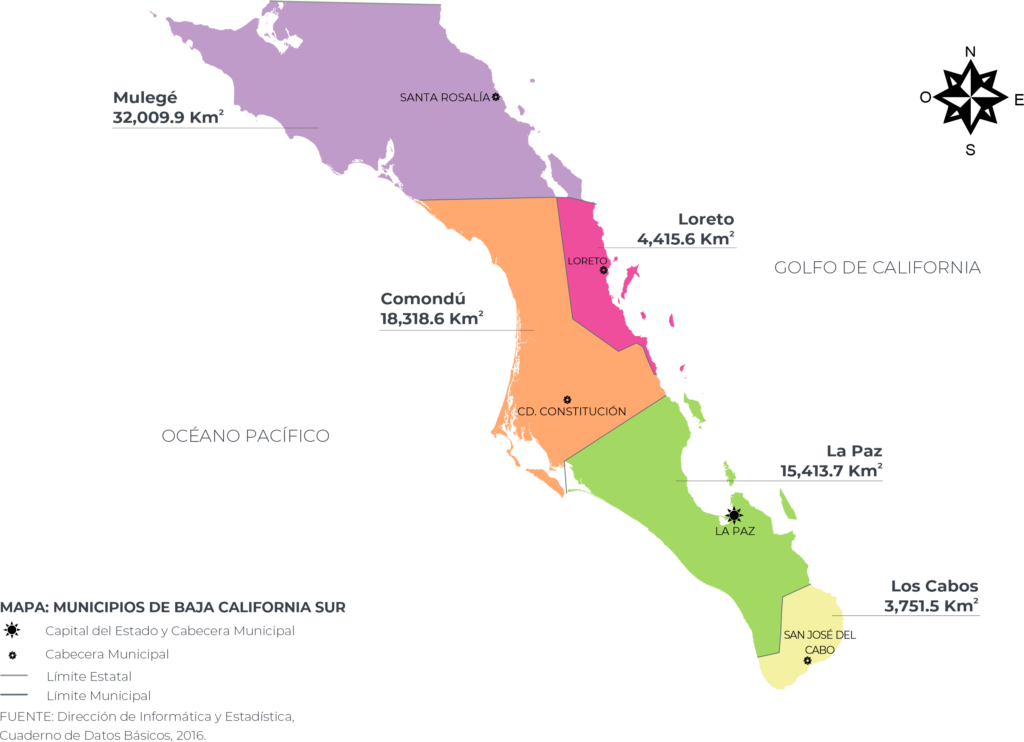 N
O
E
S
SANTA ROSALÍA
Mulegé
32,009.9 Km²
Loreto
4,415.6 Km²
LORETO
GOLFO DE CALIFORNIA
Comondú
18,318.6 Km²
CD. CONSTITUCIÓN
OCÉANO PACÍFICO
La Paz
15,413.7 Km²
LA PAZ
Los Cabos
3,751.5 Km²
SAN JOSÉ DEL
CABO
MAPA: MUNICIPIOS DE BAJA CALIFORNIA SUR
Capital del Estado y Cabecera Municipal
Cabecera Municipal
Límite Estatal
Límite Municipal
FUENTE: Dirección de Informática y Estadística,
Cuaderno de Datos Básicos, 2016.